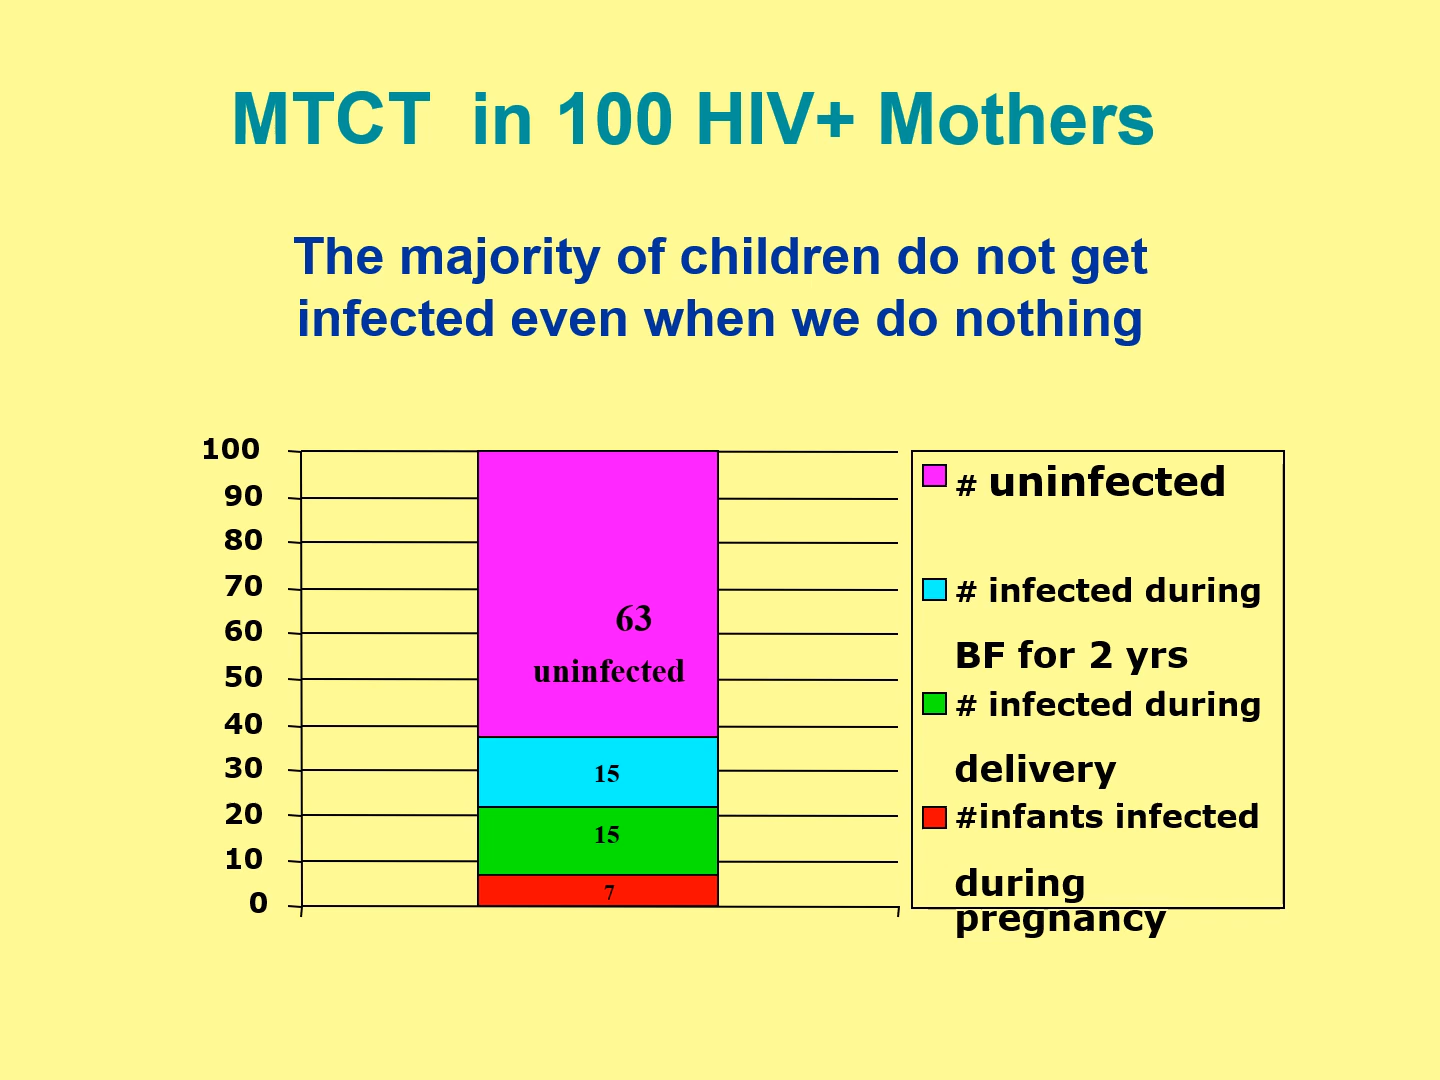 MTCT in 100 HIV+ Mothers
The majority of children do not get
infected even when we do nothing
100
90
80
70
60
50
40
30
20
10
0
63
uninfected
15
15
7
# uninfected
# infected during
BF for 2 yrs
# infected during
delivery
#infants infected
during
pregnancy